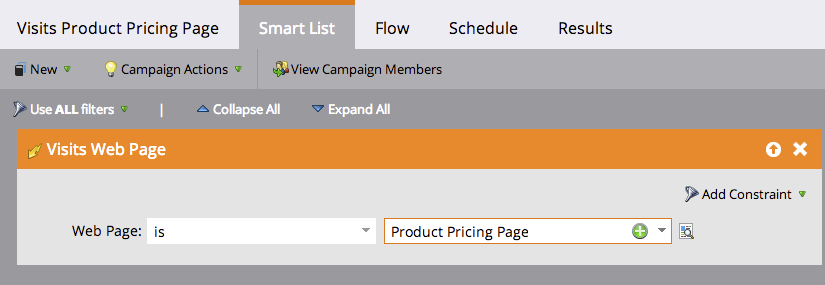 Visits Product Pricing Page Smart List Flow Schedule Results
New Campaign Actions View Campaign Members
Use ALL filters | Collapse All Expand All
Visits Web Page
Add Constraint
Web Page: is Product Pricing Page